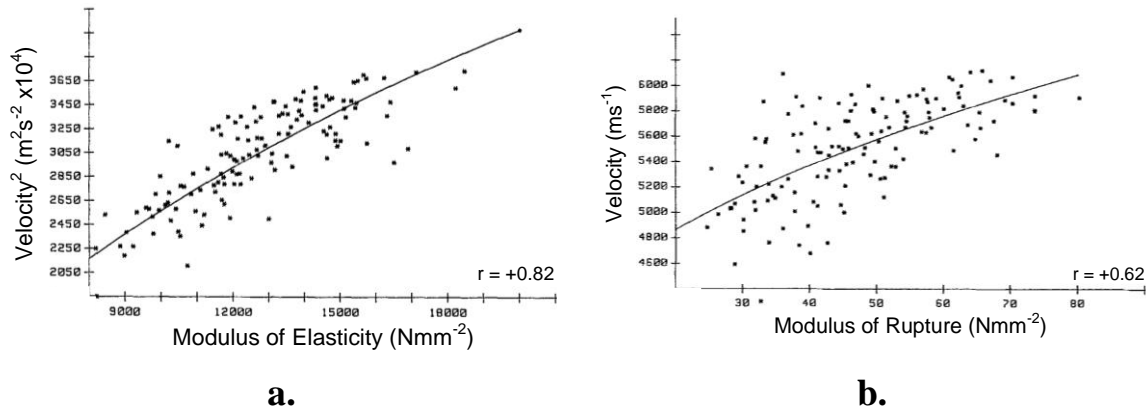 Velocity² (m²s⁻² x10⁴)
3650
3450
3250
3050
2850
2650
2450
2250
2050
9000 12000 15000 18000
r = +0.82
Modulus of Elasticity (Nmm⁻²)
a.
Velocity (ms⁻¹)
6000
5800
5600
5400
5200
5000
4800
4600
30 40 50 60 70 80
r = +0.62
Modulus of Rupture (Nmm⁻²)
b.